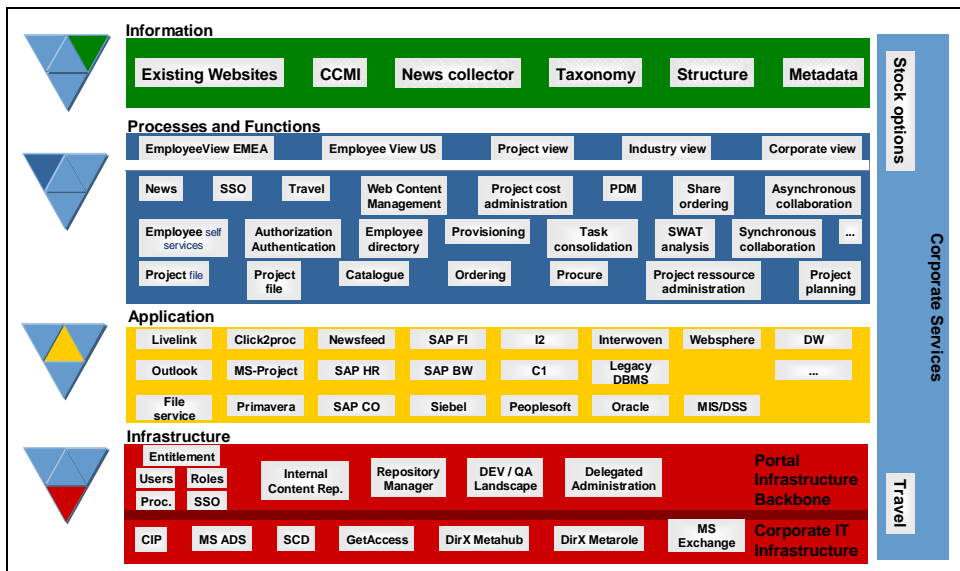 Information
Existing Websites
CCMI
News collector
Taxonomy
Structure
Metadata
Processes and Functions
EmployeeView EMEA
Employee View US
Project view
Industry view
Corporate view
News
SSO
Travel
Web Content
Management
Project cost
administration
PDM
Share
ordering
Asynchronous
collaboration
Employee self
services
Authorization
Authentication
Employee
directory
Provisioning
Task
consolidation
SWAT
analysis
Synchronous
collaboration
...
Project file
Project
file
Catalogue
Ordering
Procure
Project ressource
administration
Project
planning
Application
Livelink
Click2proc
Newsfeed
SAP FI
I2
Interwoven
Websphere
DW
Outlook
MS-Project
SAP HR
SAP BW
C1
Legacy
DBMS
...
File
service
Primavera
SAP CO
Siebel
Peoplesoft
Oracle
MIS/DSS
Infrastructure
Entitlement
Users
Roles
Proc.
SSO
Internal
Content Rep.
Repository
Manager
DEV / QA
Landscape
Delegated
Administration
Portal
Infrastructure
Backbone
CIP
MS ADS
SCD
GetAccess
DirX Metahub
DirX Metarole
MS
Exchange
Corporate IT
Infrastructure
Stock options
Corporate Services
Travel